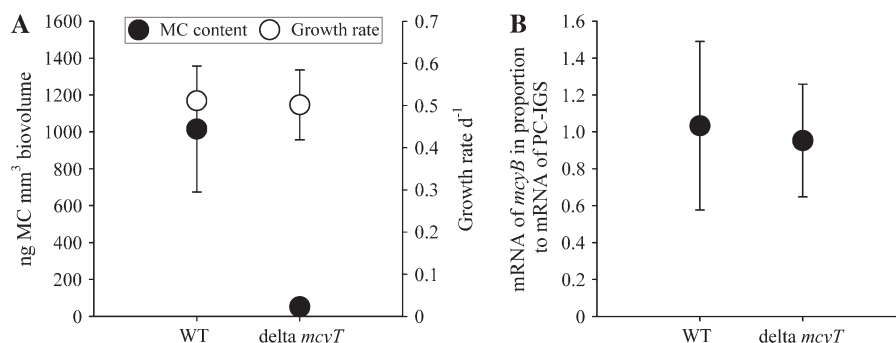 A
MC content
Growth rate
1600
1400
1200
1000
800
600
400
200
0
ng MC mm³ biovolume
0.7
0.6
0.5
0.4
0.3
0.2
0.1
0
Growth rate d⁻¹
WT
delta mcyT
B
1.6
1.4
1.2
1.0
0.8
0.6
0.4
0.2
0.0
mRNA of mcyB in proportion
to mRNA of PC-IGS
WT
delta mcyT